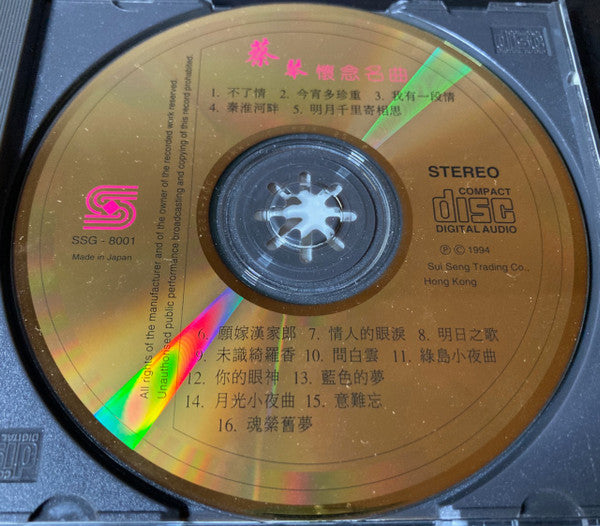 蔡琴 懷念名曲
1. 不了情 2. 今宵多珍重 3. 我有一段情
4. 秦淮河畔 5. 明月千里寄相思
All rights of the manufacturer and of the owner of the recorded work reserved.
Unauthorised public performance broadcasting and copying of this record prohibited.
SSG - 8001
Made in Japan
STEREO
COMPACT
disc
DIGITAL AUDIO
Ⓟ © 1994
Sui Seng Trading Co.,
Hong Kong
6. 願嫁漢家郎 7. 情人的眼淚 8. 明日之歌
9. 未識綺羅香 10. 問白雲 11. 綠島小夜曲
12. 你的眼神 13. 藍色的夢
14. 月光小夜曲 15. 意難忘
16. 魂縈舊夢